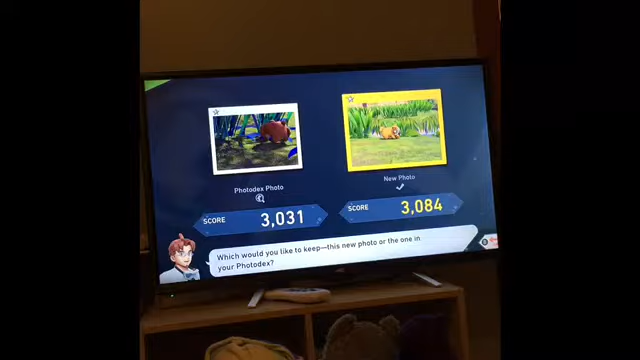 Photodex Photo
New Photo
SCORE 3,031
SCORE 3,084
Which would you like to keep—this new photo or the one in
your Photodex?